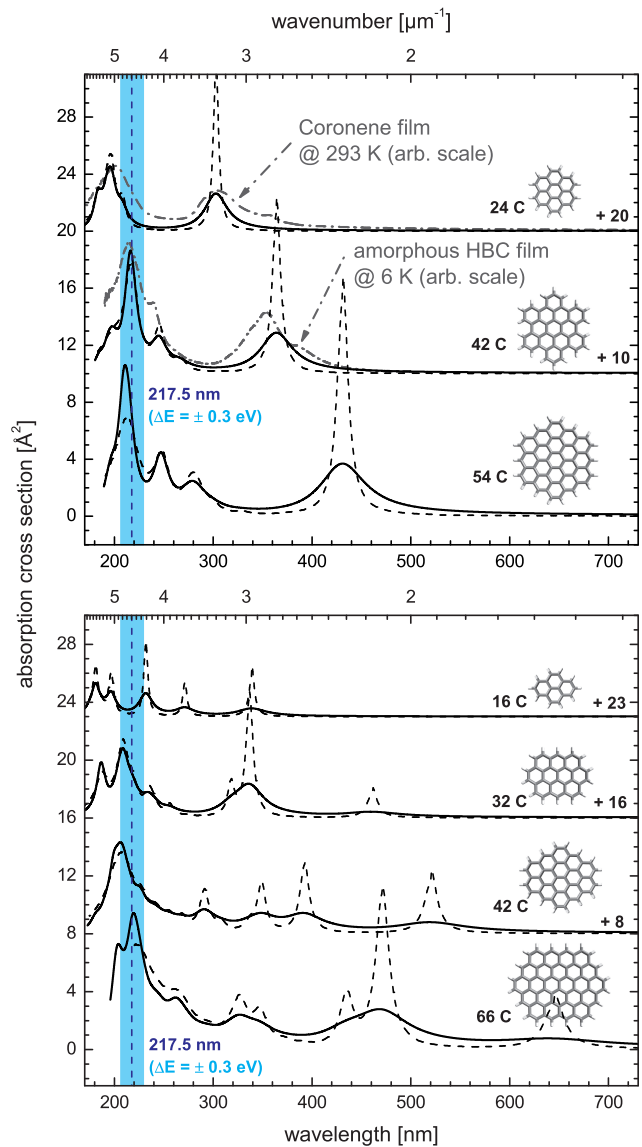 wavenumber [µm⁻¹]
5 4 3 2
28
24
20
16
12
8
4
0
Coronene film
@ 293 K (arb. scale)
24 C
+ 20
amorphous HBC film
@ 6 K (arb. scale)
42 C
+ 10
217.5 nm
(ΔE = ± 0.3 eV)
54 C
200 300 400 500 600 700
absorption cross section [Å²]
5 4 3 2
28
24
20
16
12
8
4
0
16 C
+ 23
32 C
+ 16
42 C
+ 8
66 C
217.5 nm
(ΔE = ± 0.3 eV)
200 300 400 500 600 700
wavelength [nm]